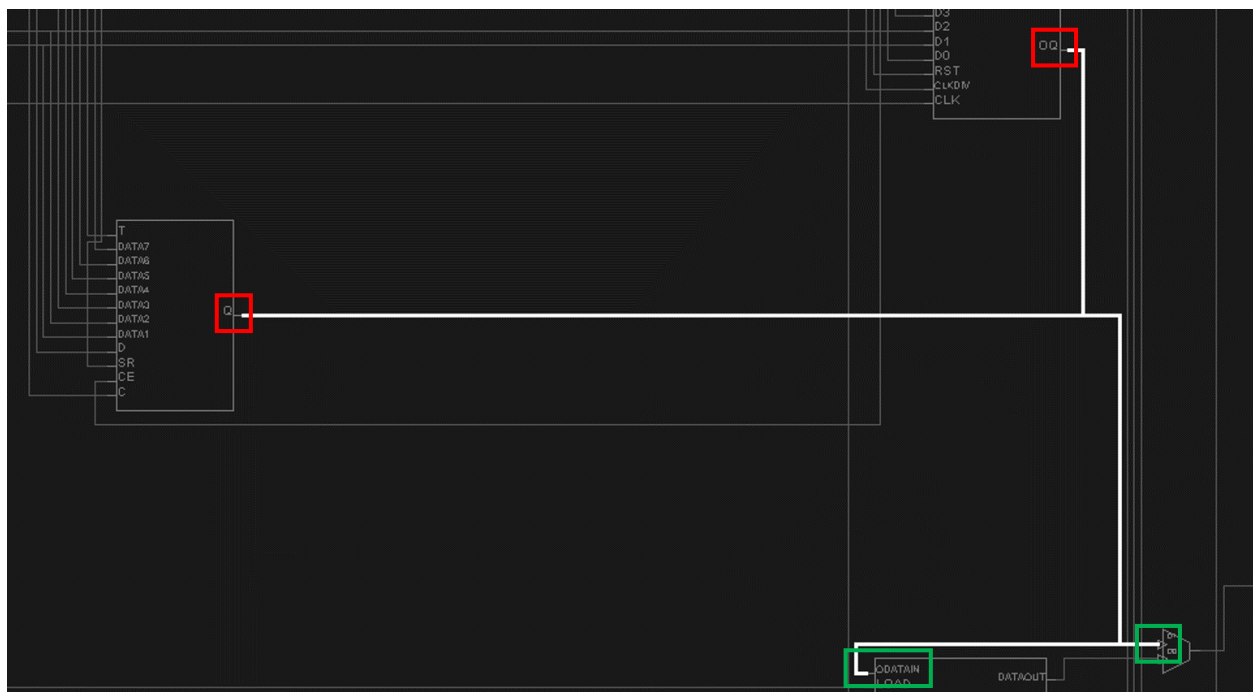 D3
D2
D1
D0
RST
CLKDIV
CLK
OQ
T
DATA7
DATA6
DATA5
DATA4
DATA3
DATA2
DATA1
D
SR
CE
C
Q
ODATAIN
LOAD
DATAOUT